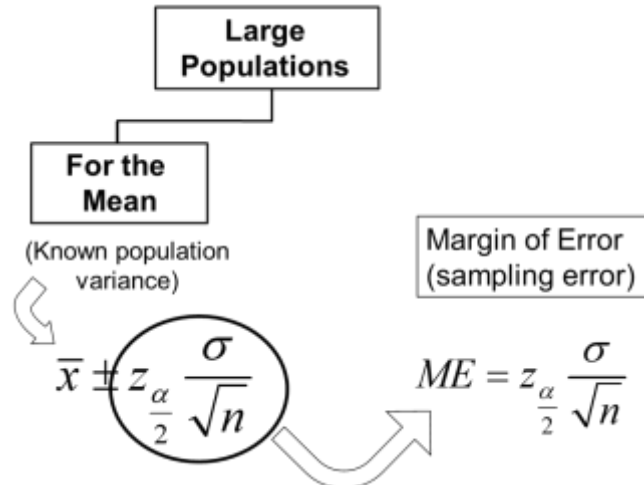 Large
Populations
For the
Mean
(Known population
variance)
Margin of Error
(sampling error)
x̄ ± z_{α/2} σ/√n
ME = z_{α/2} σ/√n